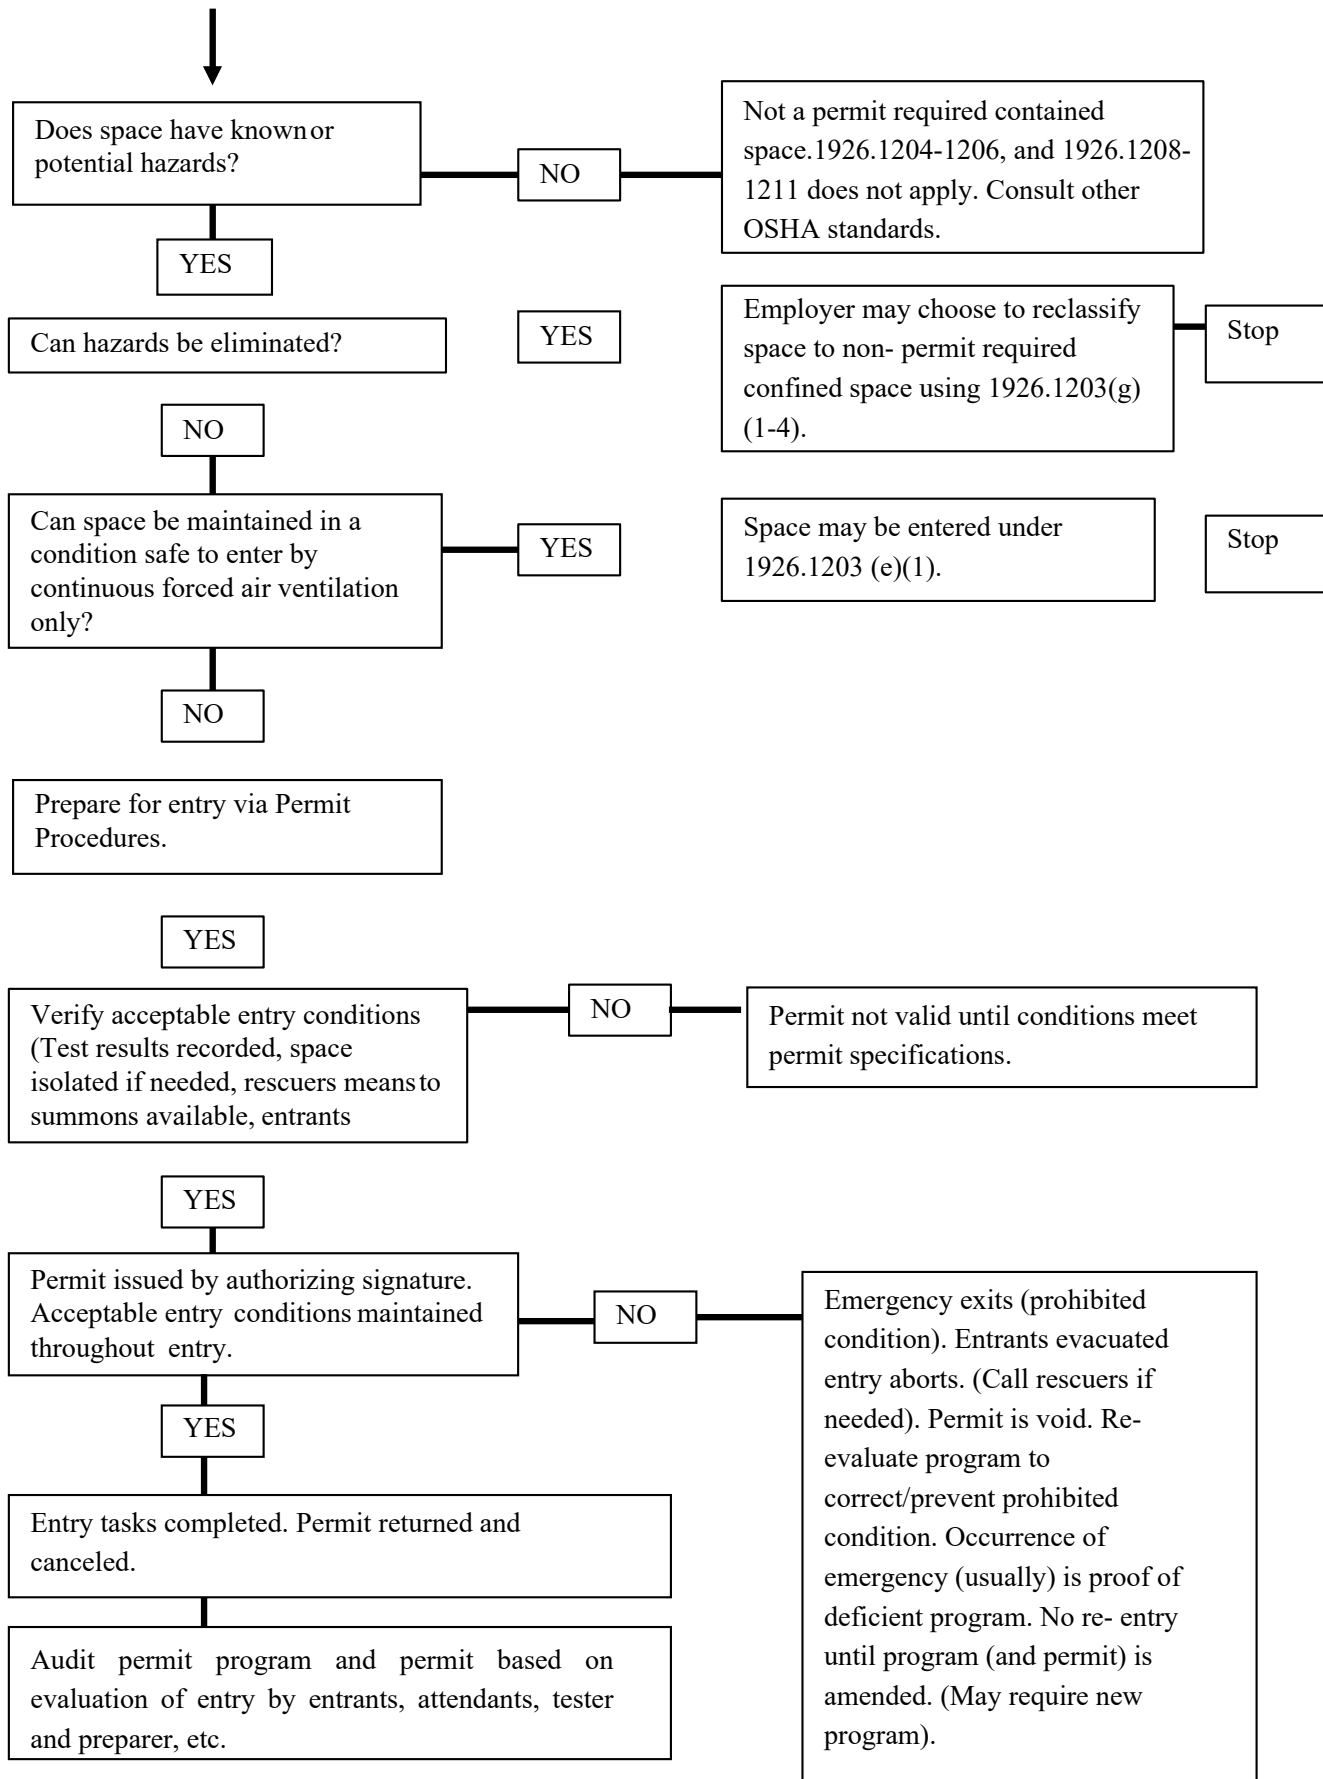 Does space have known or
potential hazards?
NO
Not a permit required contained
space.1926.1204-1206, and 1926.1208-
1211 does not apply. Consult other
OSHA standards.
YES
Can hazards be eliminated?
YES
Employer may choose to reclassify
space to non- permit required
confined space using 1926.1203(g)
(1-4).
Stop
NO
Can space be maintained in a
condition safe to enter by
continuous forced air ventilation
only?
YES
Space may be entered under
1926.1203 (e)(1).
Stop
NO
Prepare for entry via Permit
Procedures.
YES
Verify acceptable entry conditions
(Test results recorded, space
isolated if needed, rescuers means to
summons available, entrants
NO
Permit not valid until conditions meet
permit specifications.
YES
Permit issued by authorizing signature.
Acceptable entry conditions maintained
throughout entry.
NO
Emergency exits (prohibited
condition). Entrants evacuated
entry aborts. (Call rescuers if
needed). Permit is void. Re-
evaluate program to
correct/prevent prohibited
condition. Occurrence of
emergency (usually) is proof of
deficient program. No re- entry
until program (and permit) is
amended. (May require new
program).
YES
Entry tasks completed. Permit returned and
canceled.
Audit permit program and permit based on
evaluation of entry by entrants, attendants, tester
and preparer, etc.